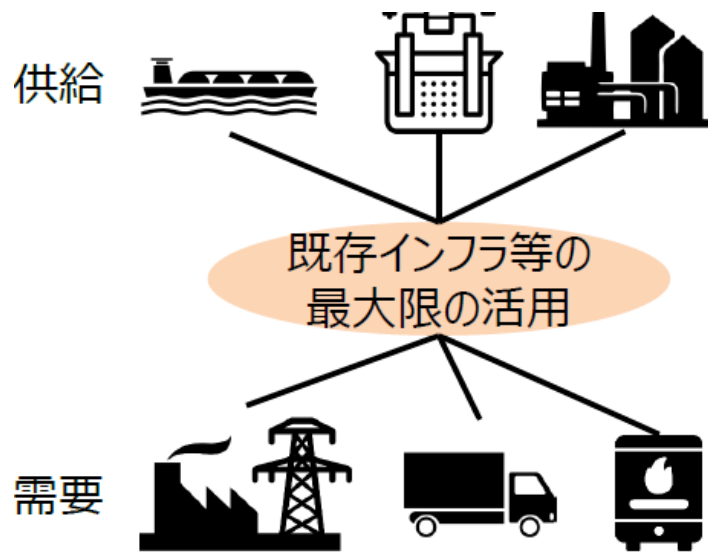 供給
既存インフラ等の
最大限の活用
需要